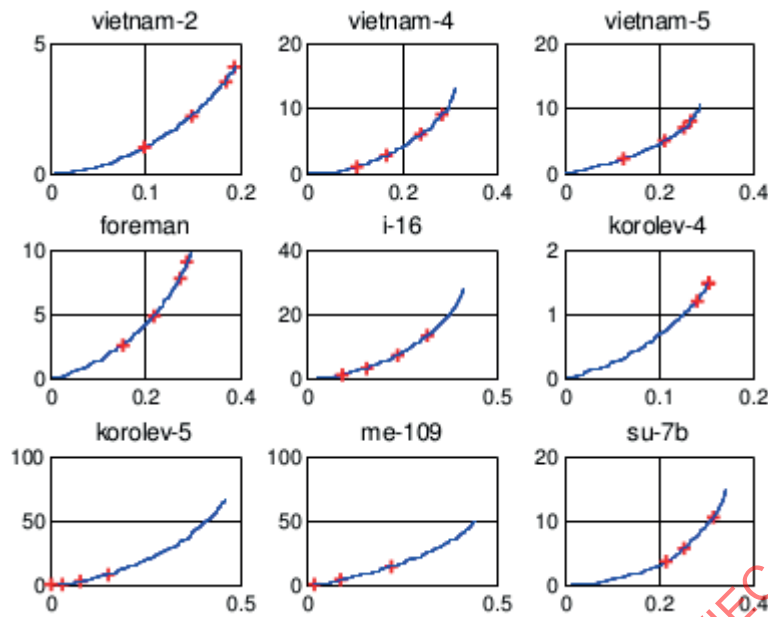 vietnam-2 vietnam-4 vietnam-5
5 20 20
10 10
0 0 0
0 0.1 0.2 0 0.2 0.4 0 0.2 0.4
foreman i-16 korolev-4
10 40 2
5 20 1
0 0 0
0 0.2 0.4 0 0.5 0 0.1 0.2
korolev-5 me-109 su-7b
100 100 20
50 50 10
0 0 0
0 0.5 0 0.5 0 0.2 0.4
IEC